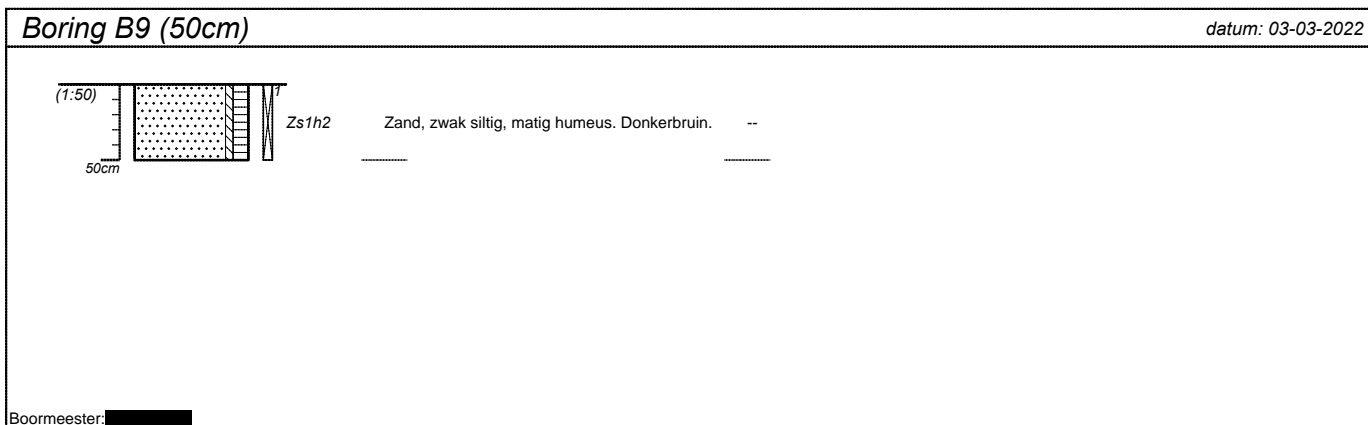 Boring B9 (50cm) datum: 03-03-2022
(1:50) 1
Zs1h2 Zand, zwak siltig, matig humeus. Donkerbruin. --
50cm
Boormeester: